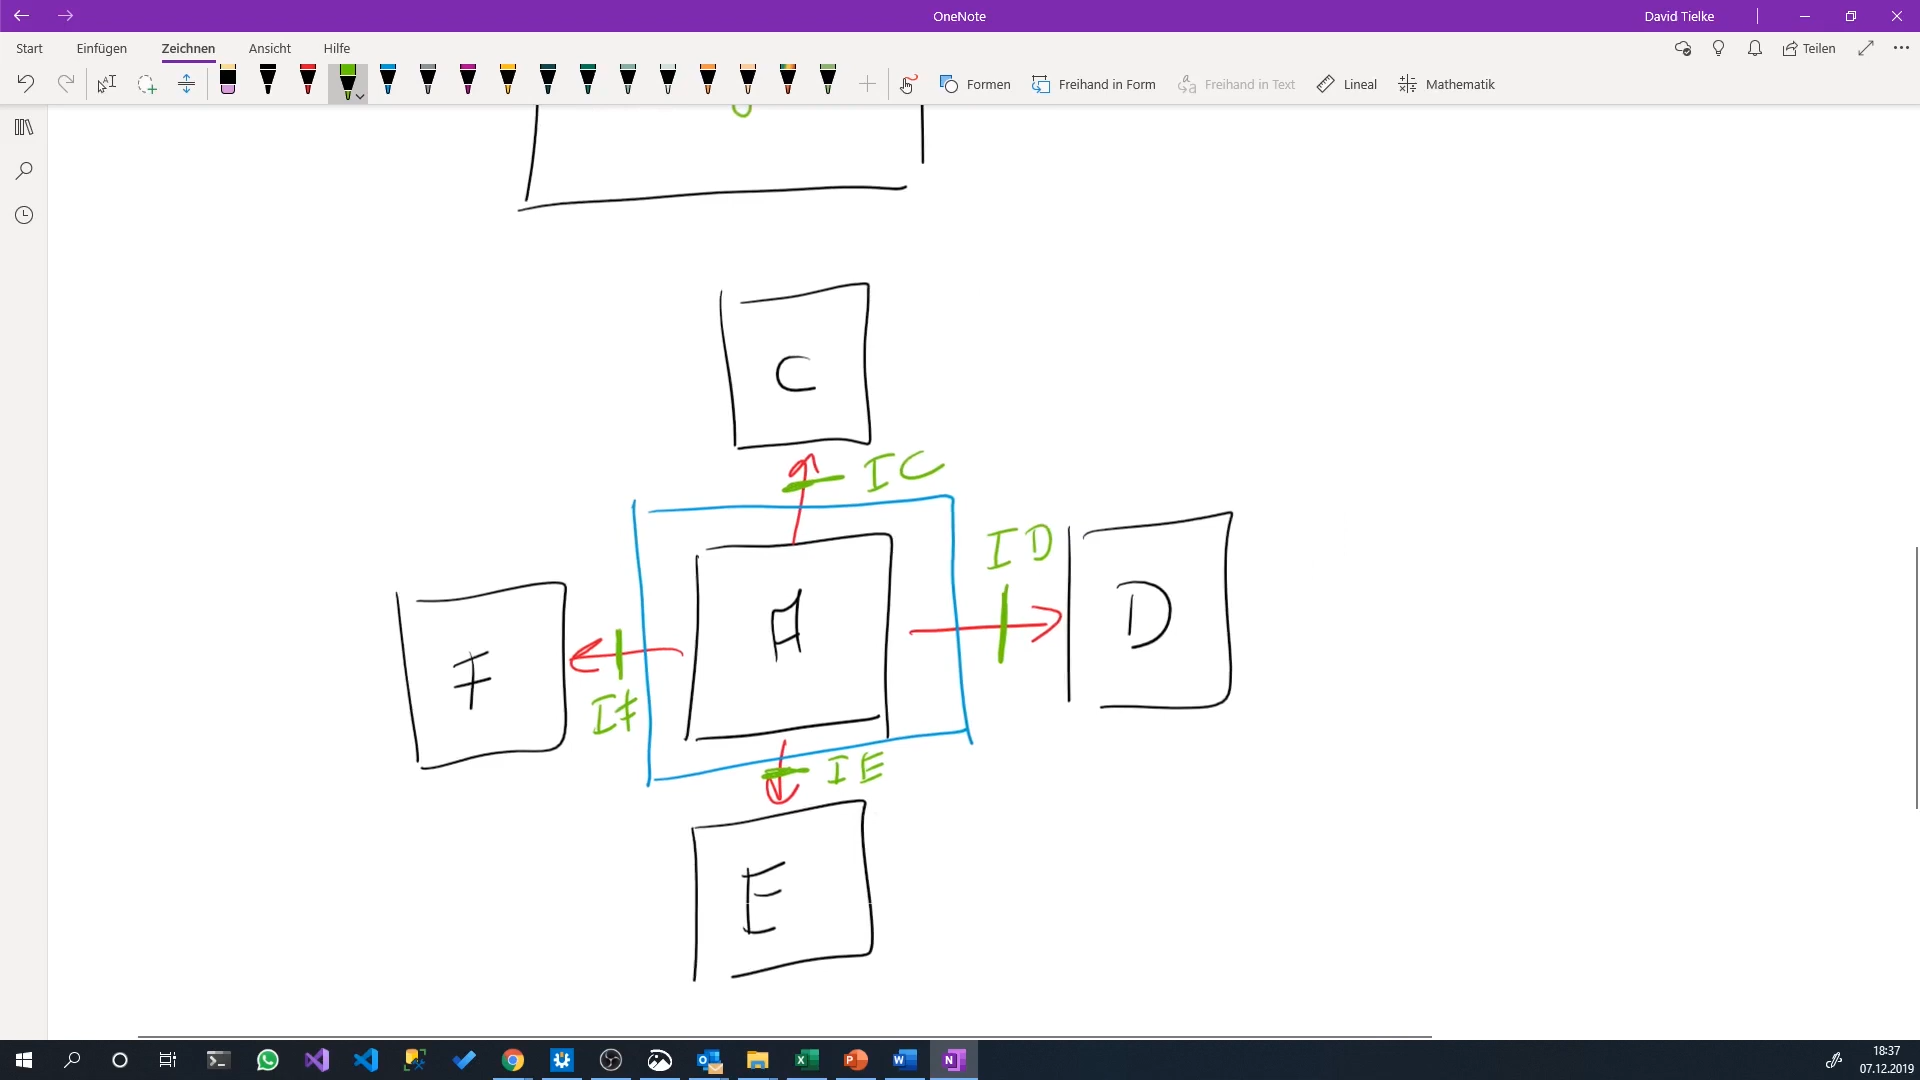 OneNote
David Tielke
Start Einfügen Zeichnen Ansicht Hilfe
Teilen
Formen Freihand in Form Freihand in Text Lineal Mathematik
C
IC
ID
A
D
F
IF
IE
E
18:37
07.12.2019